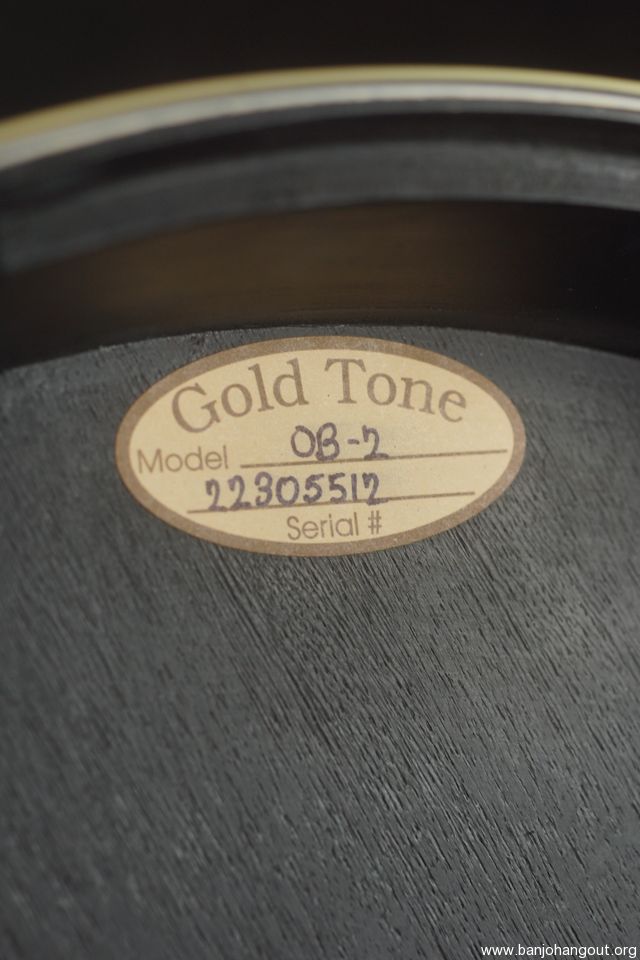 Gold Tone
Model OB-2
22305512
Serial #
www.banjohangout.org